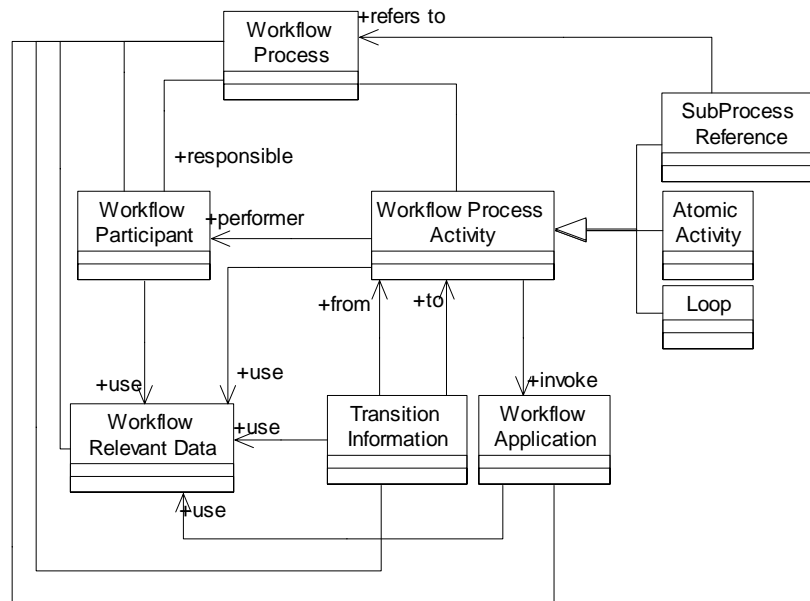 +refers to
Workflow
Process
SubProcess
Reference
+responsible
Workflow
Participant
+performer
Workflow Process
Activity
Atomic
Activity
+from
+to
Loop
+use
+use
+invoke
Workflow
Relevant Data
+use
Transition
Information
Workflow
Application
+use